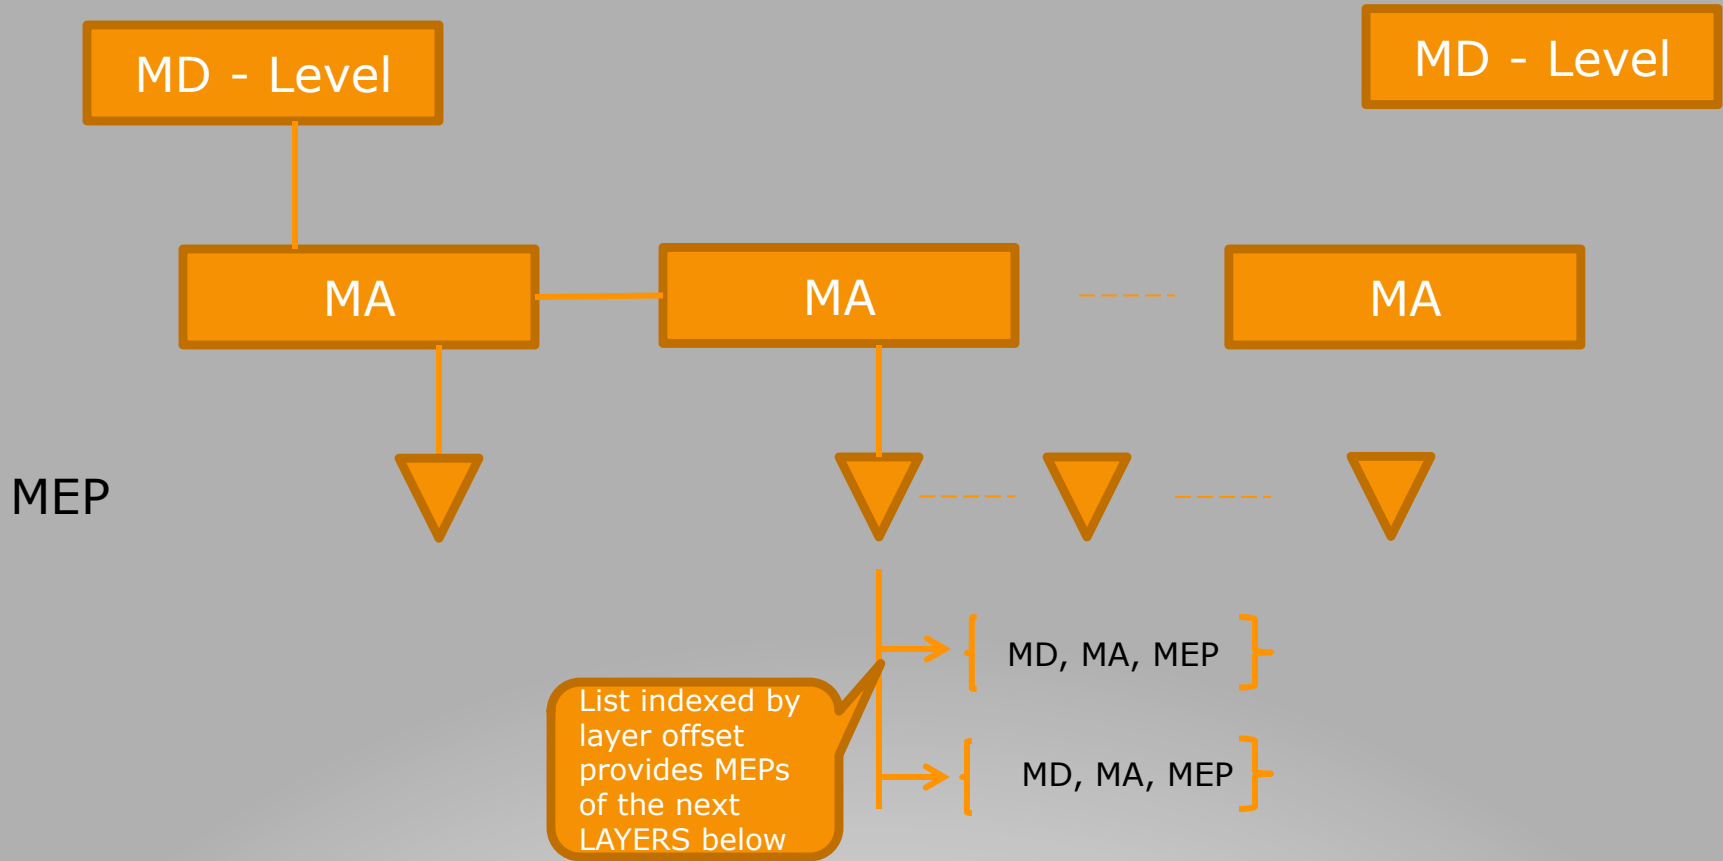 MD - Level
MD - Level
MA
MA
MA
MEP
MD, MA, MEP
List indexed by
layer offset
provides MEPs
of the next
LAYERS below
MD, MA, MEP